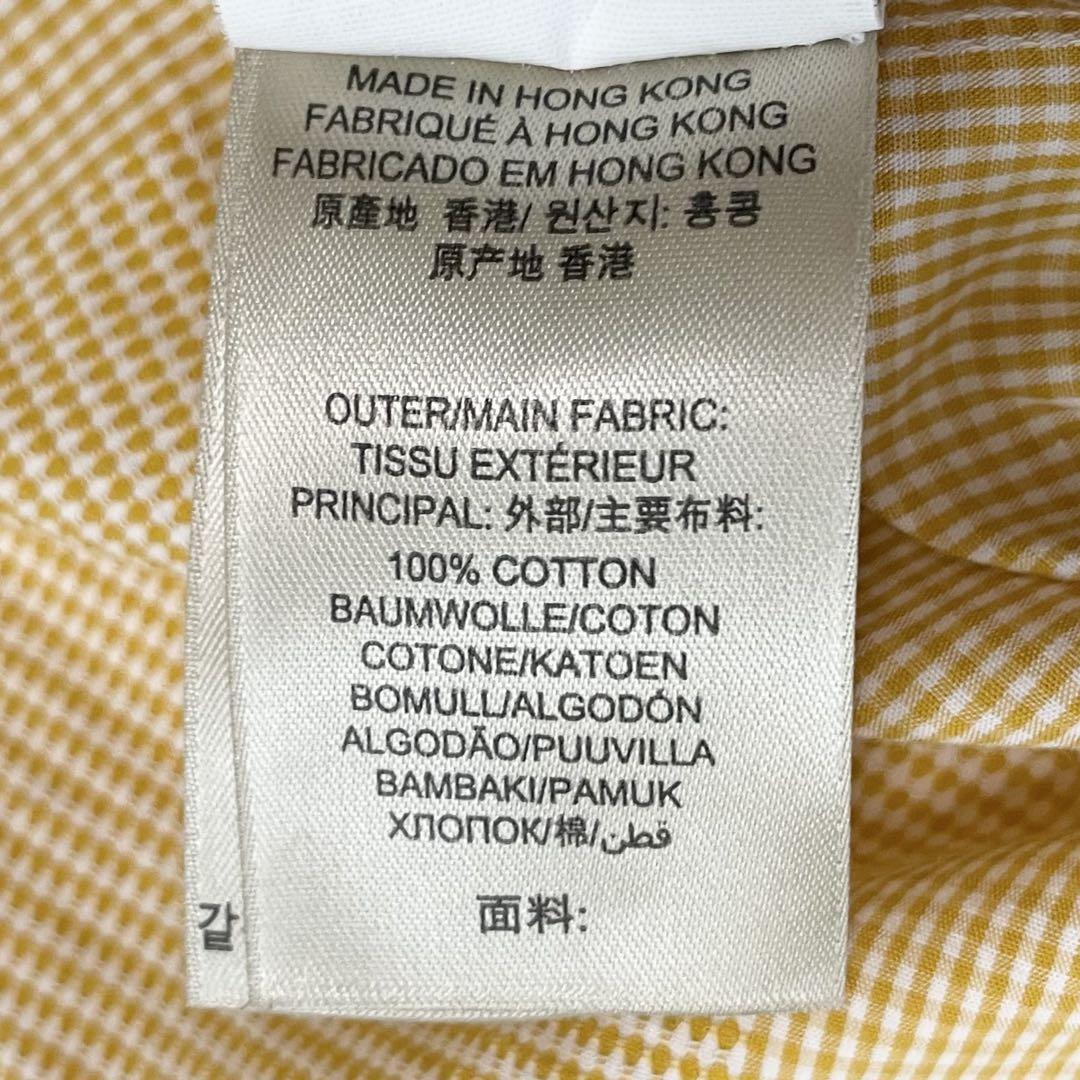 MADE IN HONG KONG
FABRIQUÉ À HONG KONG
FABRICADO EM HONG KONG
原產地 香港/ 원산지: 홍콩
原产地 香港
OUTER/MAIN FABRIC:
TISSU EXTÉRIEUR
PRINCIPAL: 外部/主要布料:
100% COTTON
BAUMWOLLE/COTON
COTONE/KATOEN
BOMULL/ALGODÓN
ALGODÃO/PUUVILLA
BAMBAKI/PAMUK
ХЛОПОК/棉/قطن
面料:
갈